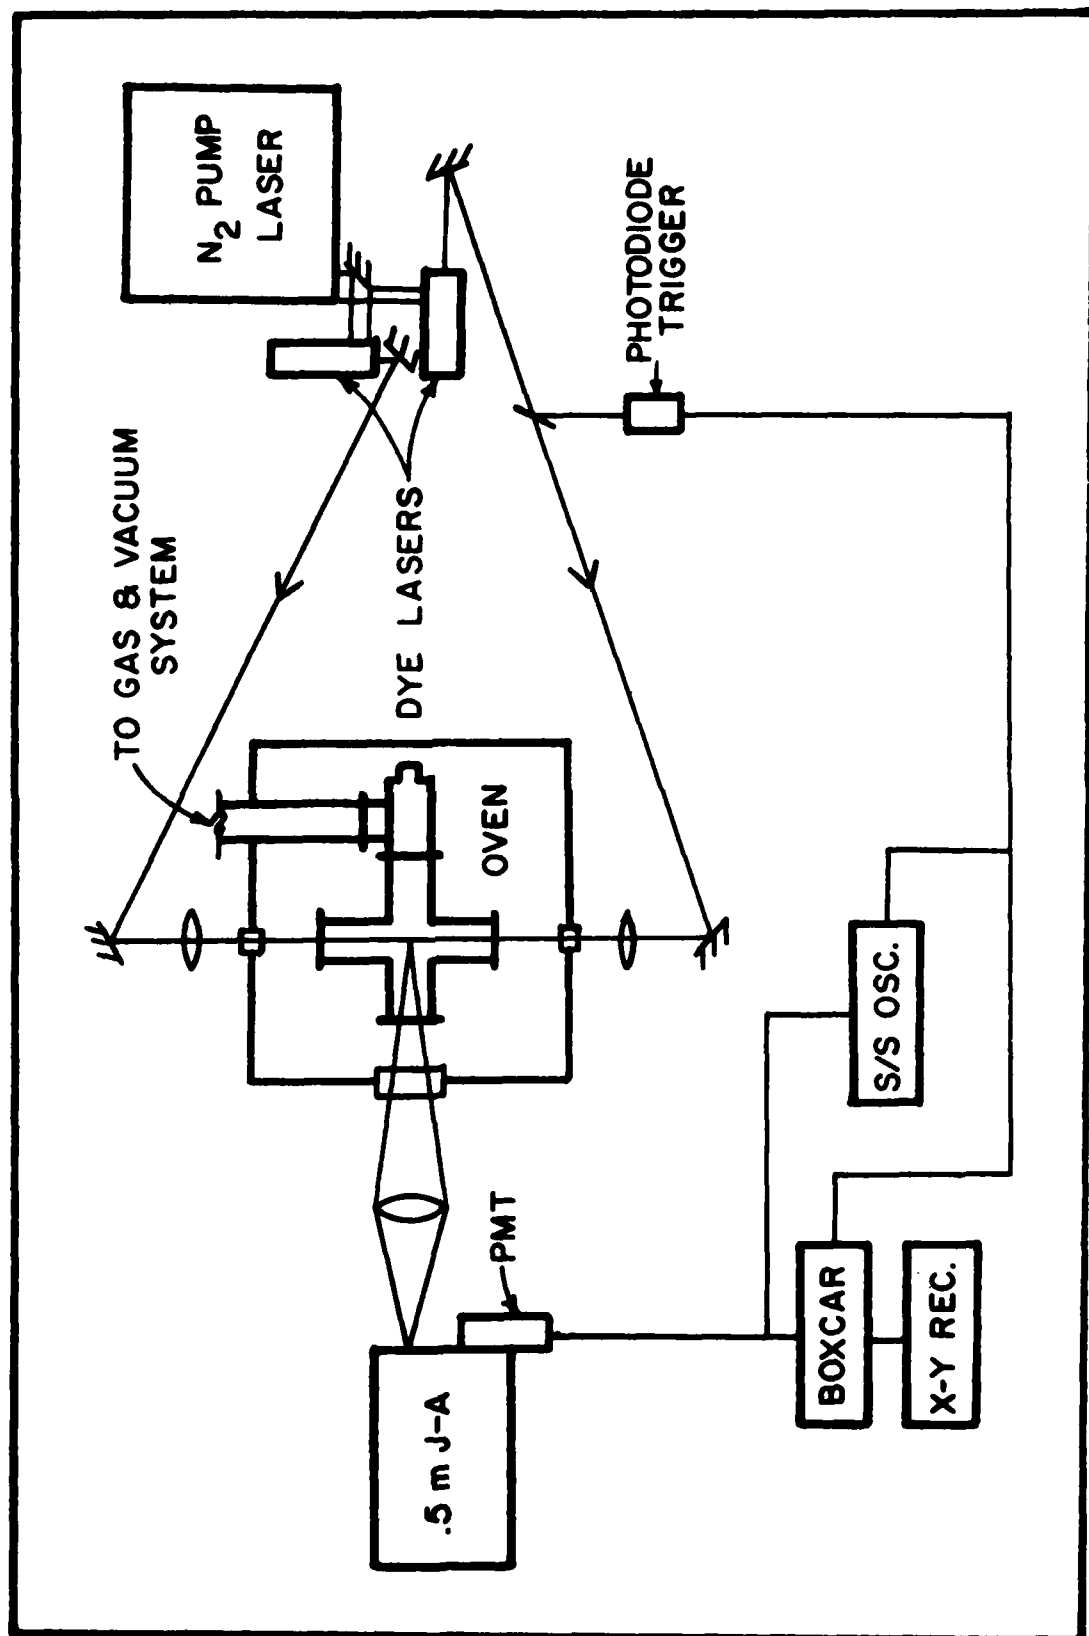 N2 PUMP
LASER
TO GAS & VACUUM
SYSTEM
DYE LASERS
PHOTODIODE
TRIGGER
OVEN
PMT
.5 m J-A
S/S OSC.
BOXCAR
X-Y REC.